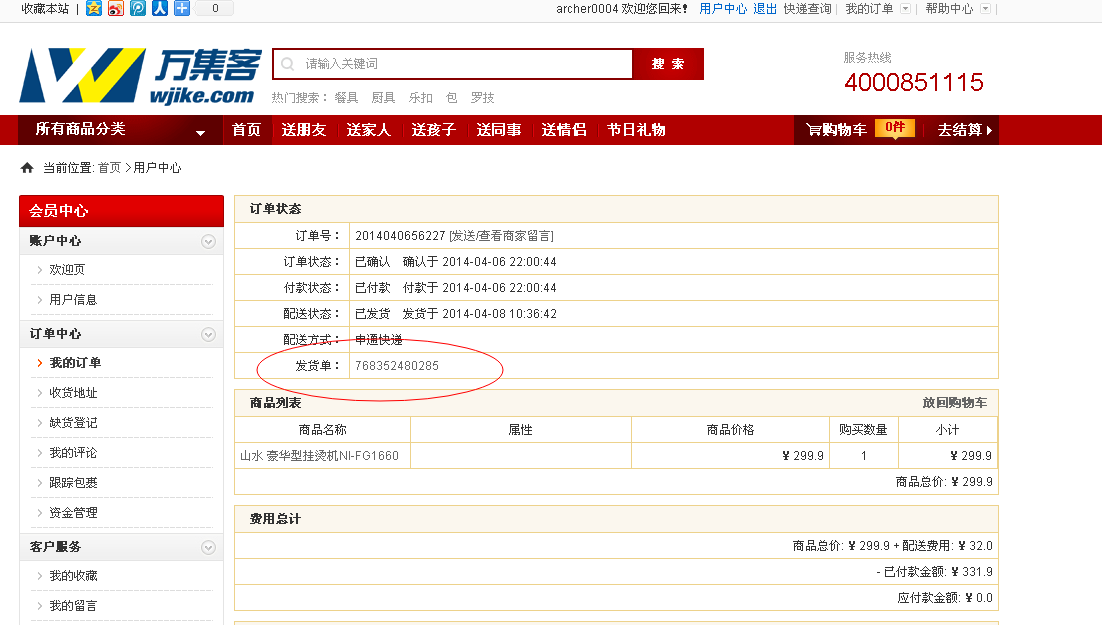 收藏本站 | 0 archer0004 欢迎您回来! 用户中心 退出 快递查询 | 我的订单 | 帮助中心 |
万集客
wjike.com
请输入关键词 搜 索
热门搜索: 餐具 厨具 乐扣 包 罗技
服务热线
4000851115
所有商品分类 首页 送朋友 送家人 送孩子 送同事 送情侣 节日礼物 购物车 0件 去结算
当前位置: 首页 > 用户中心
会员中心
账户中心
欢迎页
用户信息
订单中心
我的订单
收货地址
缺货登记
我的评论
跟踪包裹
资金管理
客户服务
我的收藏
我的留言
订单状态
订单号: 2014040656227 [发送/查看商家留言]
订单状态: 已确认 确认于 2014-04-06 22:00:44
付款状态: 已付款 付款于 2014-04-06 22:00:44
配送状态: 已发货 发货于 2014-04-08 10:36:42
配送方式: 申通快递
发货单: 768352480285
商品列表 放回购物车
商品名称 属性 商品价格 购买数量 小计
山水 豪华型挂烫机NI-FG1660 ¥ 299.9 1 ¥ 299.9
商品总价: ¥ 299.9
费用总计
商品总价: ¥ 299.9 + 配送费用: ¥ 32.0
- 已付款金额: ¥ 331.9
应付款金额: ¥ 0.0